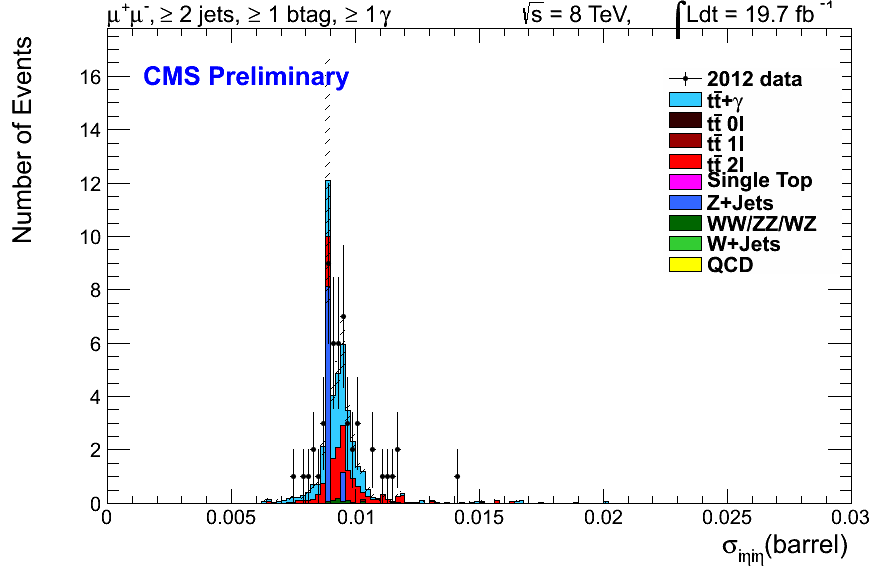 μ⁺μ⁻, ≥ 2 jets, ≥ 1 btag, ≥ 1 γ
√s = 8 TeV, ∫Ldt = 19.7 fb⁻¹
Number of Events
CMS Preliminary
2012 data
tt̄+γ
tt̄ 0l
tt̄ 1l
tt̄ 2l
Single Top
Z+Jets
WW/ZZ/WZ
W+Jets
QCD
16
14
12
10
8
6
4
2
0
0 0.005 0.01 0.015 0.02 0.025 0.03
σiηiη(barrel)